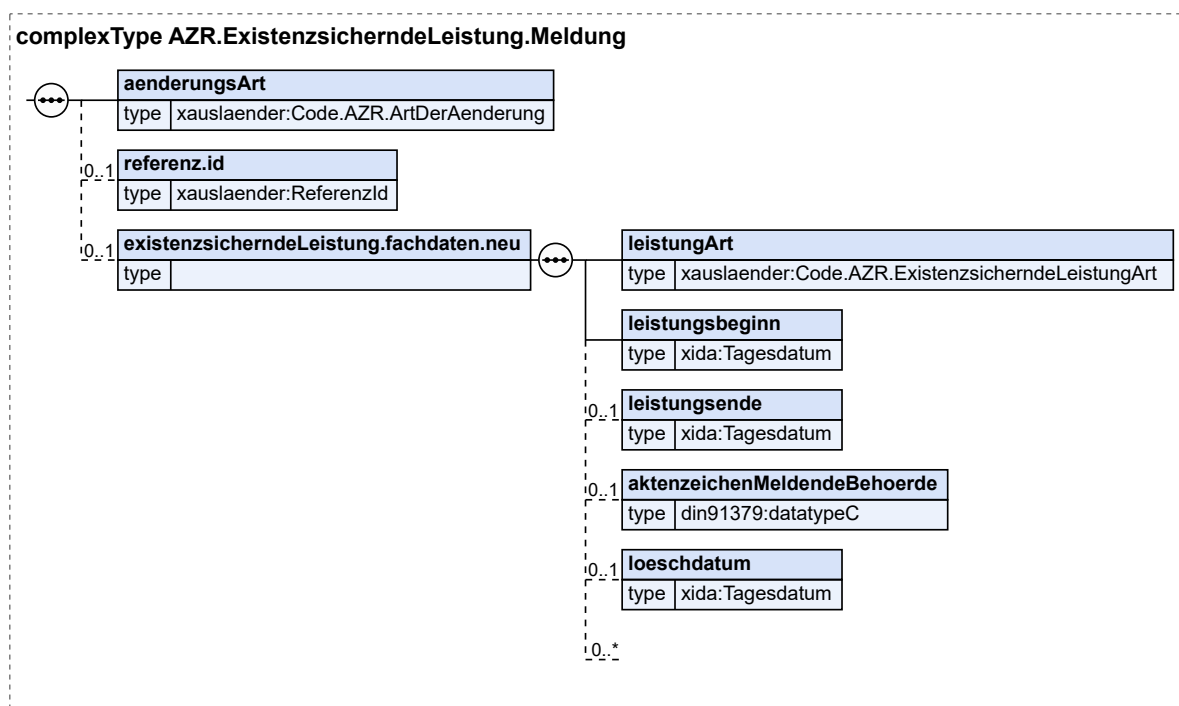 complexType AZR.ExistenzsicherndeLeistung.Meldung
aenderungsArt
type xauslaender:Code.AZR.ArtDerAenderung
0..1 referenz.id
type xauslaender:ReferenzId
0..1 existenzsicherndeLeistung.fachdaten.neu
type
leistungArt
type xauslaender:Code.AZR.ExistenzsicherndeLeistungArt
leistungsbeginn
type xida:Tagesdatum
0..1 leistungsende
type xida:Tagesdatum
0..1 aktenzeichenMeldendeBehoerde
type din91379:datatypeC
0..1 loeschdatum
type xida:Tagesdatum
0..*